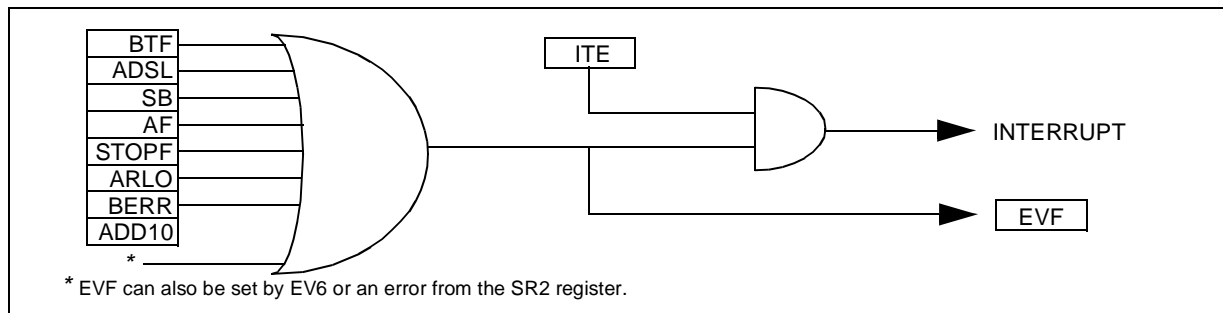 BTF
ADSL
SB
AF
STOPF
ARLO
BERR
ADD10
*
ITE
INTERRUPT
EVF
* EVF can also be set by EV6 or an error from the SR2 register.